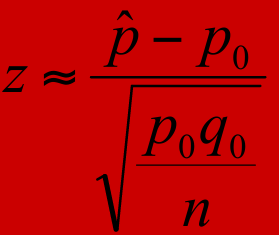 z ≈ (p̂ − p₀) / √(p₀q₀ / n)